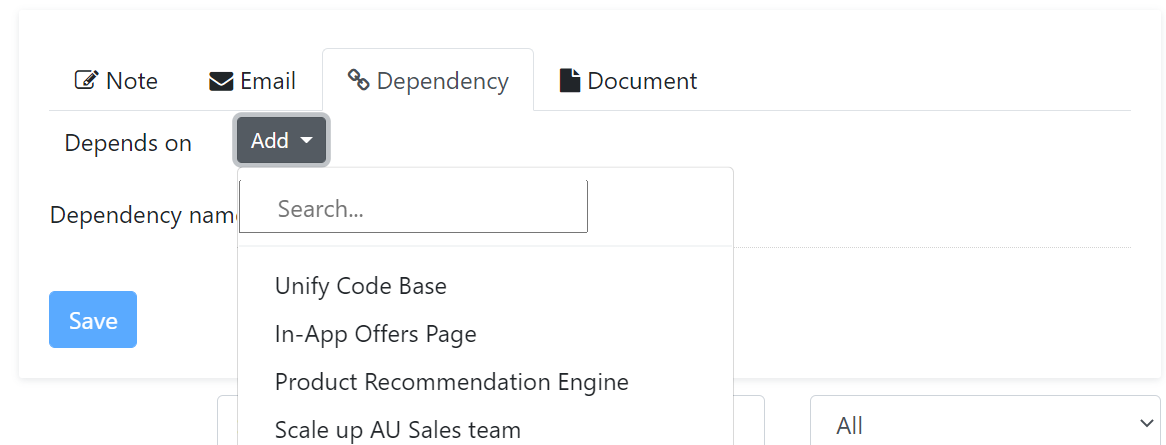 Note Email Dependency Document
Depends on Add
Search...
Dependency nam
Unify Code Base
Save
In-App Offers Page
Product Recommendation Engine
Scale up AU Sales team
All